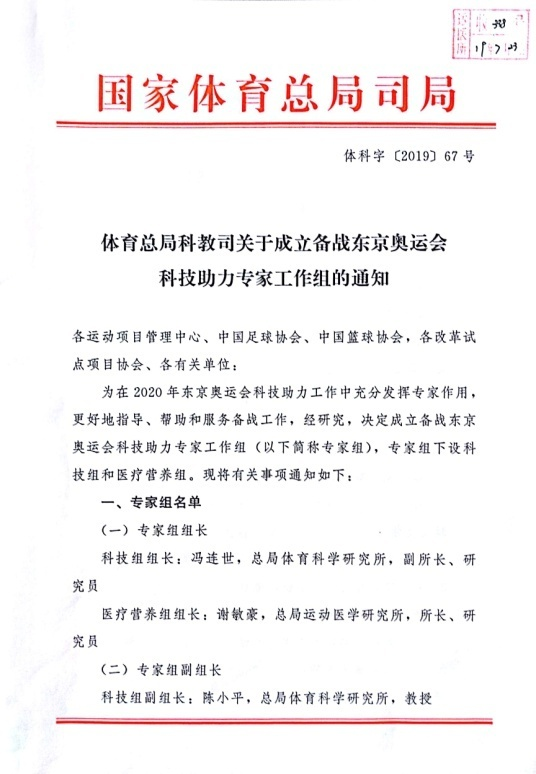 国家体育总局司局
体科字〔2019〕67 号
体育总局科教司关于成立备战东京奥运会
科技助力专家工作组的通知
各运动项目管理中心、中国足球协会、中国篮球协会，各改革试
点项目协会、各有关单位：
为在 2020 年东京奥运会科技助力工作中充分发挥专家作用，
更好地指导、帮助和服务备战工作，经研究，决定成立备战东京
奥运会科技助力专家工作组（以下简称专家组），专家组下设科
技组和医疗营养组。现将有关事项通知如下：
一、专家组名单
（一）专家组组长
科技组组长：冯连世，总局体育科学研究所，副所长、研
究员
医疗营养组组长：谢敏豪，总局运动医学研究所，所长、研
究员
（二）专家组副组长
科技组副组长：陈小平，总局体育科学研究所，教授